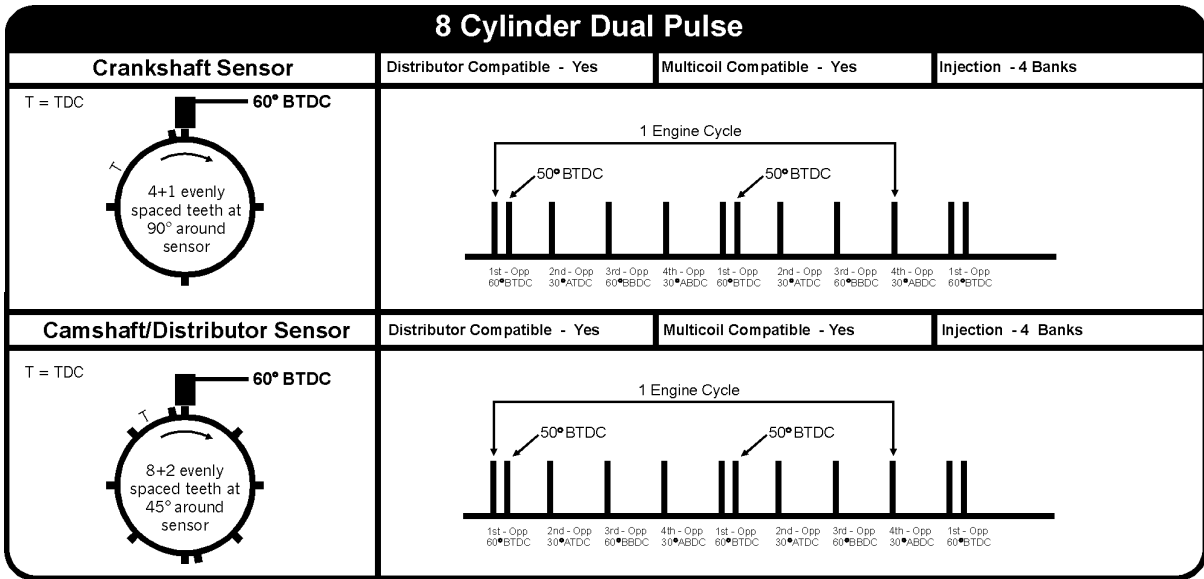 8 Cylinder Dual Pulse
Crankshaft Sensor
Distributor Compatible - Yes
Multicoil Compatible - Yes
Injection - 4 Banks
T = TDC
60° BTDC
T
4+1 evenly
spaced teeth at
90° around
sensor
1 Engine Cycle
50° BTDC
50° BTDC
1st - Opp
60°BTDC
2nd - Opp
30°ATDC
3rd - Opp
60°BBDC
4th - Opp
30°ABDC
1st - Opp
60°BTDC
2nd - Opp
30°ATDC
3rd - Opp
60°BBDC
4th - Opp
30°ABDC
1st - Opp
60°BTDC
Camshaft/Distributor Sensor
Distributor Compatible - Yes
Multicoil Compatible - Yes
Injection - 4 Banks
T = TDC
60° BTDC
T
8+2 evenly
spaced teeth at
45° around
sensor
1 Engine Cycle
50° BTDC
50° BTDC
1st - Opp
60°BTDC
2nd - Opp
30°ATDC
3rd - Opp
60°BBDC
4th - Opp
30°ABDC
1st - Opp
60°BTDC
2nd - Opp
30°ATDC
3rd - Opp
60°BBDC
4th - Opp
30°ABDC
1st - Opp
60°BTDC